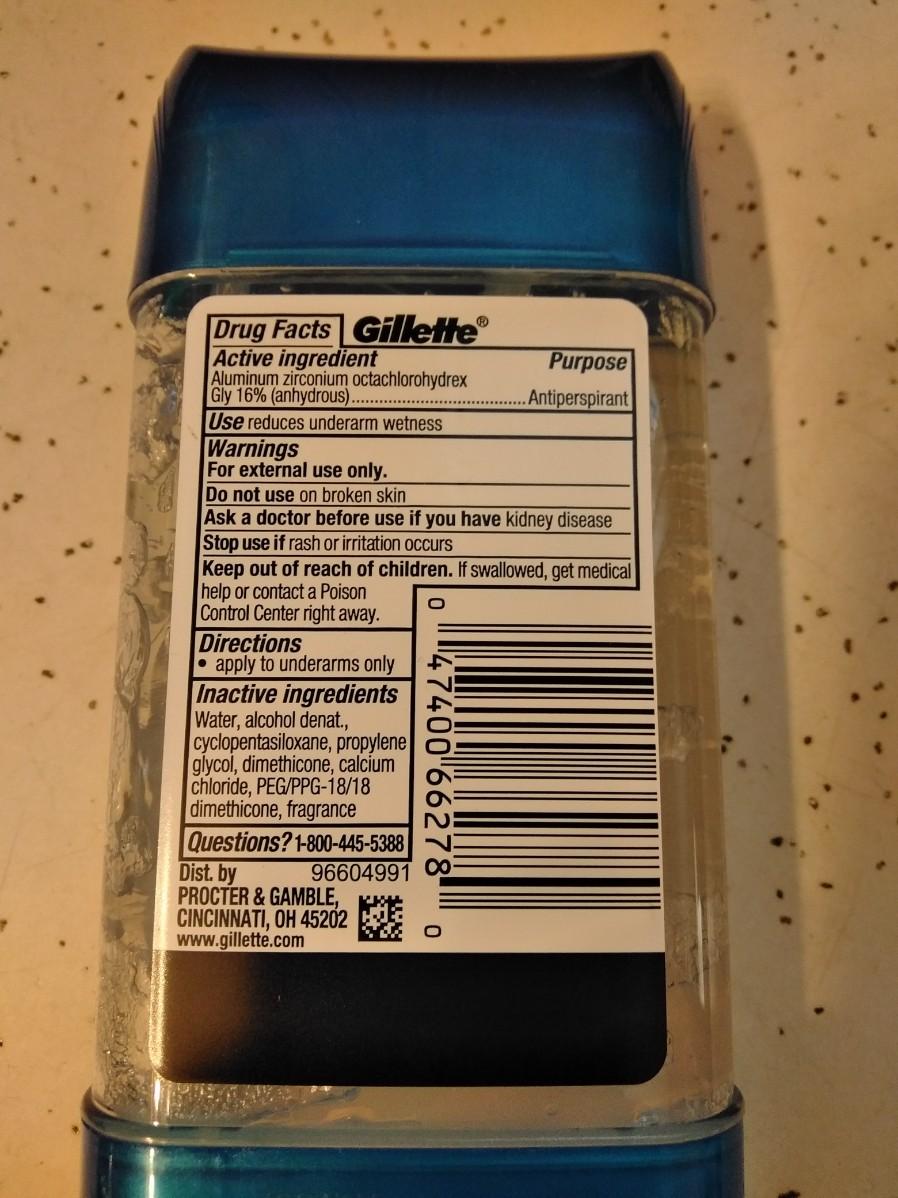 Drug Facts Gillette®
Active ingredient Purpose
Aluminum zirconium octachlorohydrex
Gly 16% (anhydrous)......................................Antiperspirant
Use reduces underarm wetness
Warnings
For external use only.
Do not use on broken skin
Ask a doctor before use if you have kidney disease
Stop use if rash or irritation occurs
Keep out of reach of children. If swallowed, get medical
help or contact a Poison
Control Center right away.
Directions
• apply to underarms only
Inactive ingredients
Water, alcohol denat.,
cyclopentasiloxane, propylene
glycol, dimethicone, calcium
chloride, PEG/PPG-18/18
dimethicone, fragrance
Questions? 1-800-445-5388
Dist. by 96604991
PROCTER & GAMBLE,
CINCINNATI, OH 45202
www.gillette.com
0 47400 66278 0